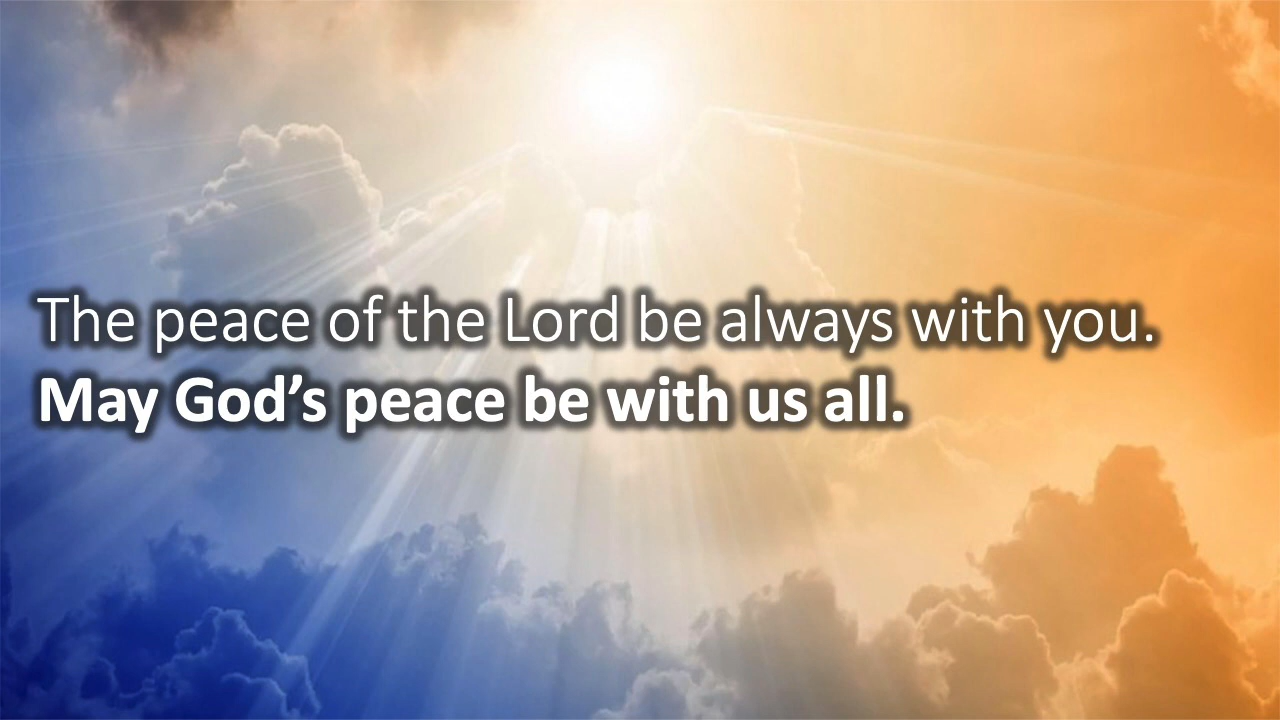 The peace of the Lord be always with you.
May God’s peace be with us all.